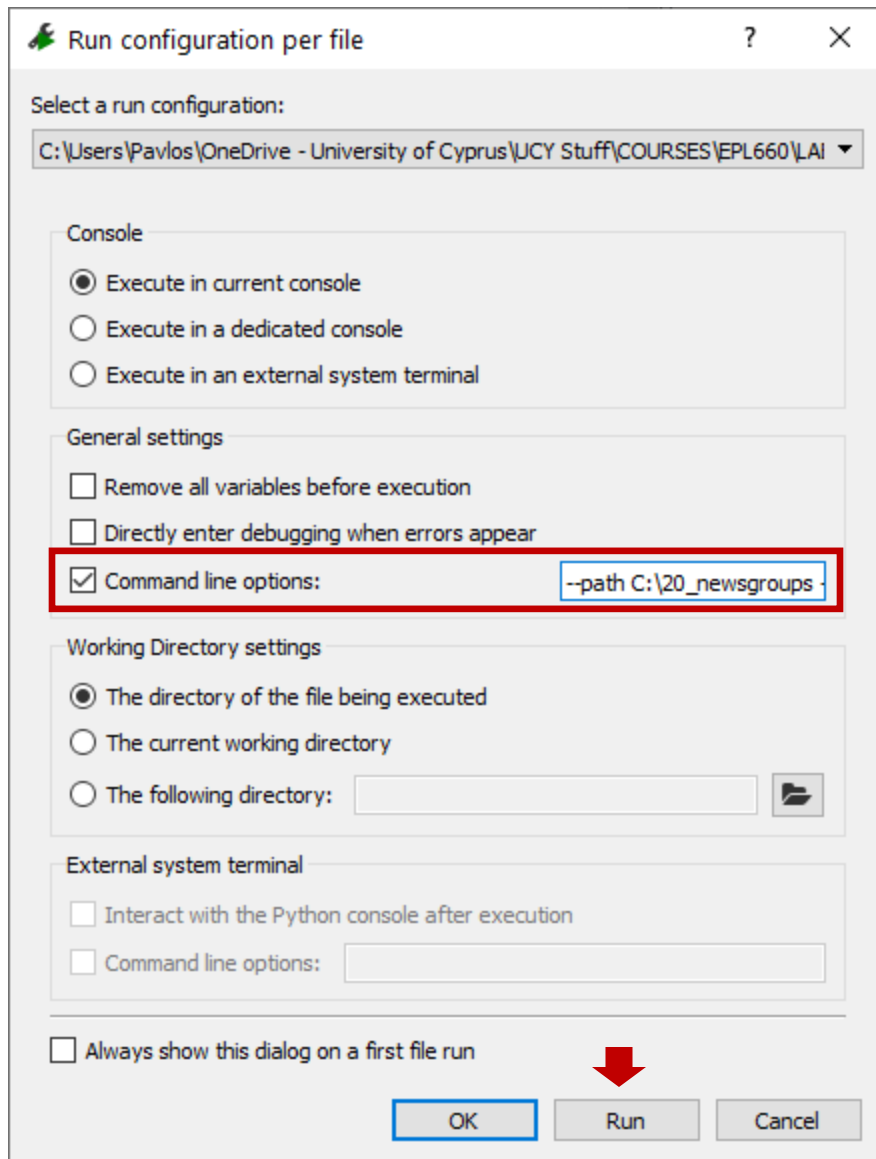 Run configuration per file ?
Select a run configuration:
C:\Users\Pavlos\OneDrive - University of Cyprus\UCY Stuff\COURSES\EPL660\LAI
Console
Execute in current console
Execute in a dedicated console
Execute in an external system terminal
General settings
Remove all variables before execution
Directly enter debugging when errors appear
Command line options: --path C:\20_newsgroups -
Working Directory settings
The directory of the file being executed
The current working directory
The following directory:
External system terminal
Interact with the Python console after execution
Command line options:
Always show this dialog on a first file run
OK Run Cancel